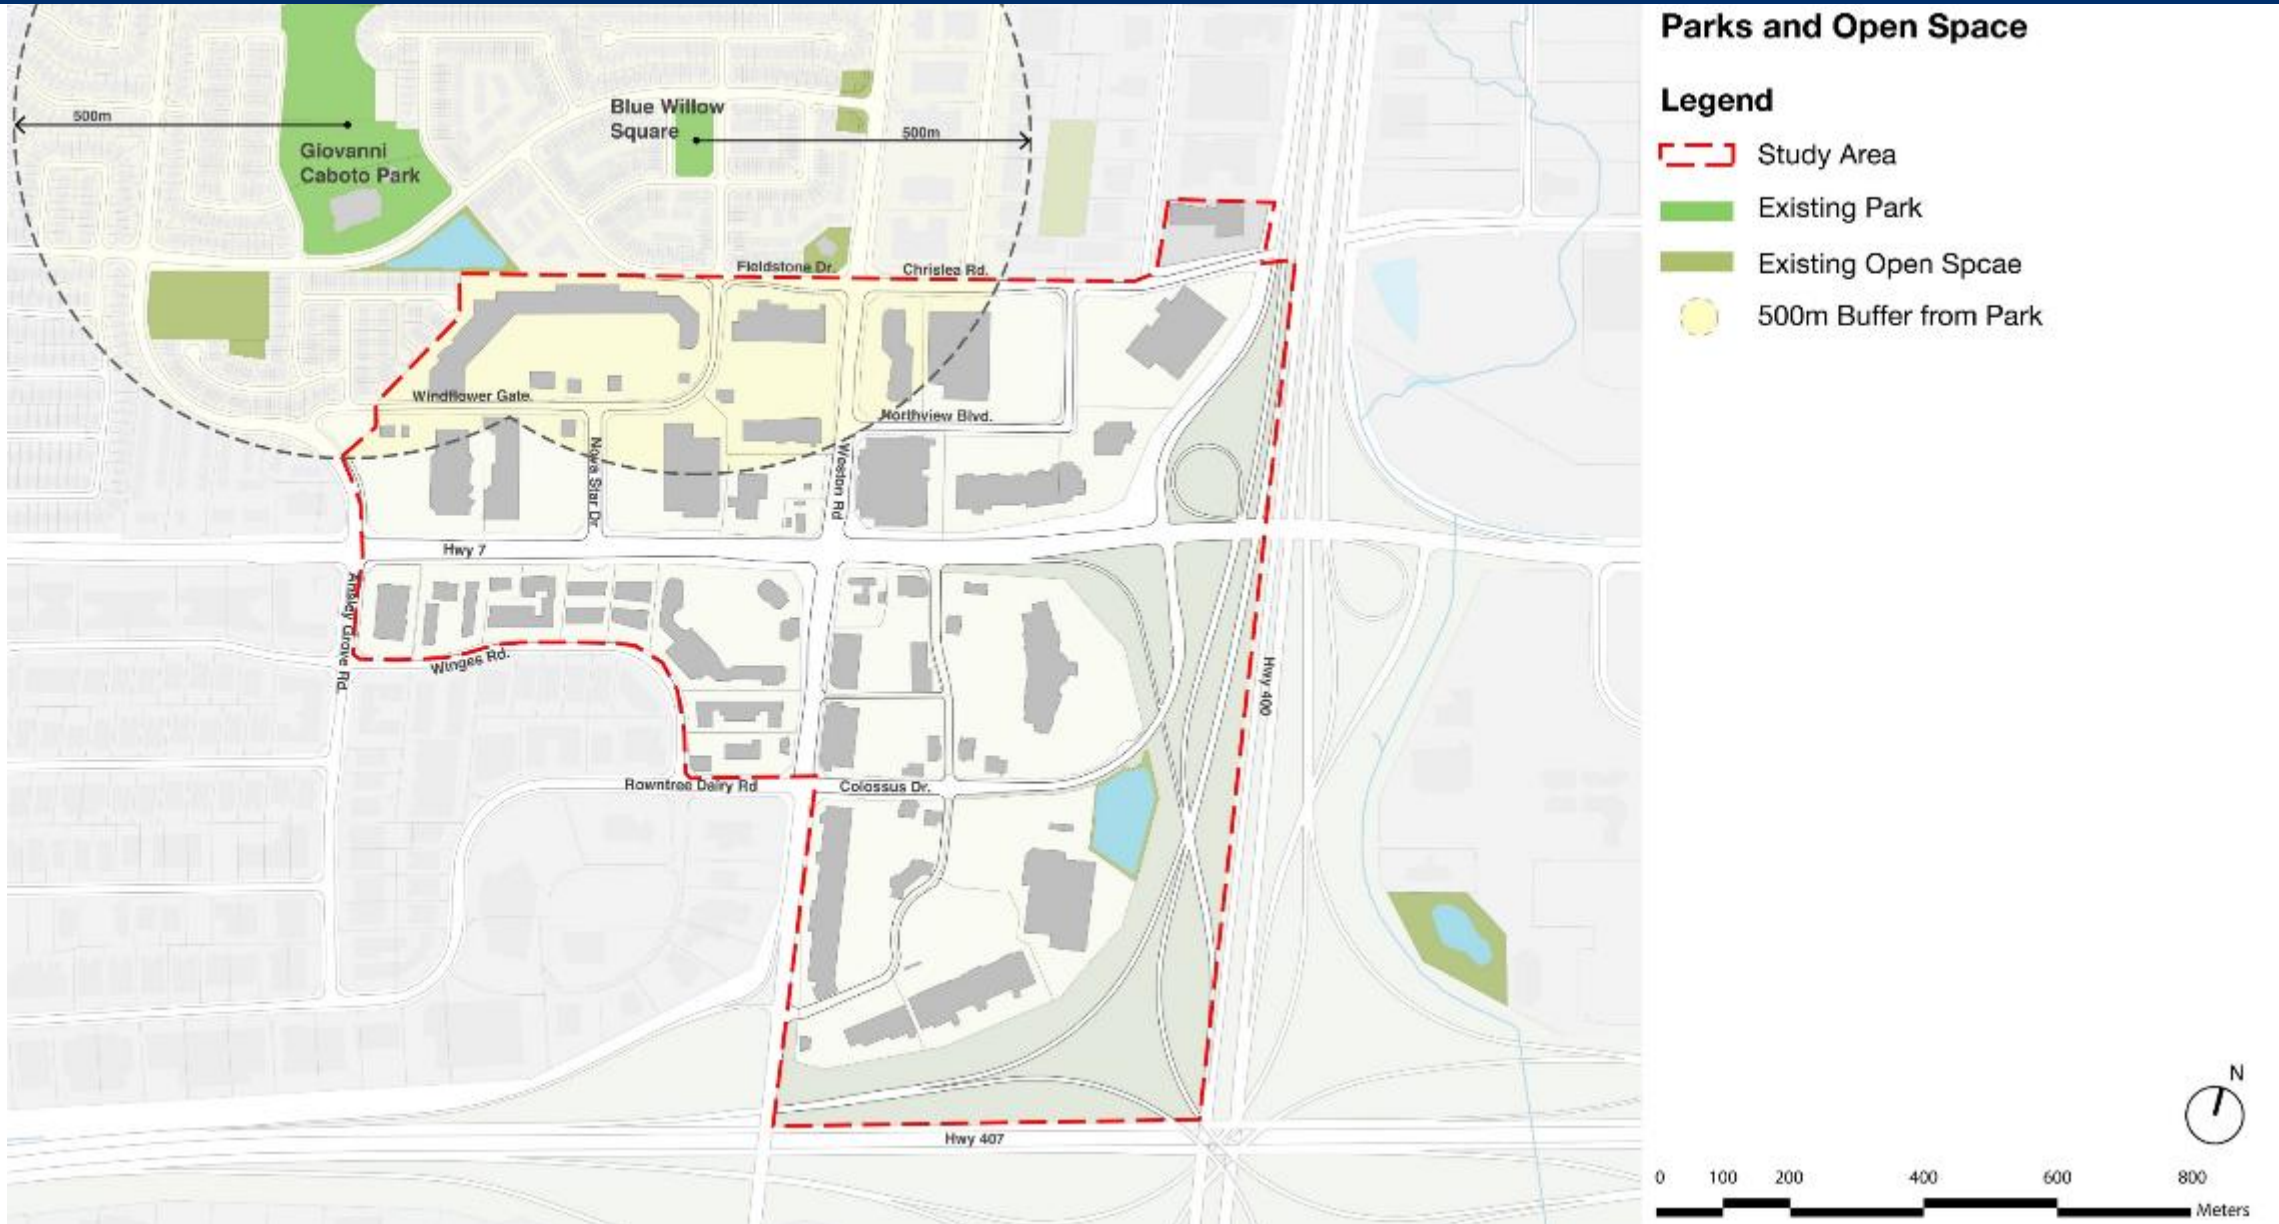 Parks and Open Space
Legend
Study Area
Existing Park
Existing Open Spcae
500m Buffer from Park
500m
Giovanni
Caboto Park
Blue Willow
Square
500m
Fieldstone Dr.
Chrislea Rd.
Windflower Gate.
Northview Blvd.
Nova Star Dr
Weston Rd
Hwy 7
Ansley Grove Rd.
Winges Rd.
Hwy 400
Rowntree Dairy Rd
Colossus Dr.
Hwy 407
N
0 100 200 400 600 800
Meters